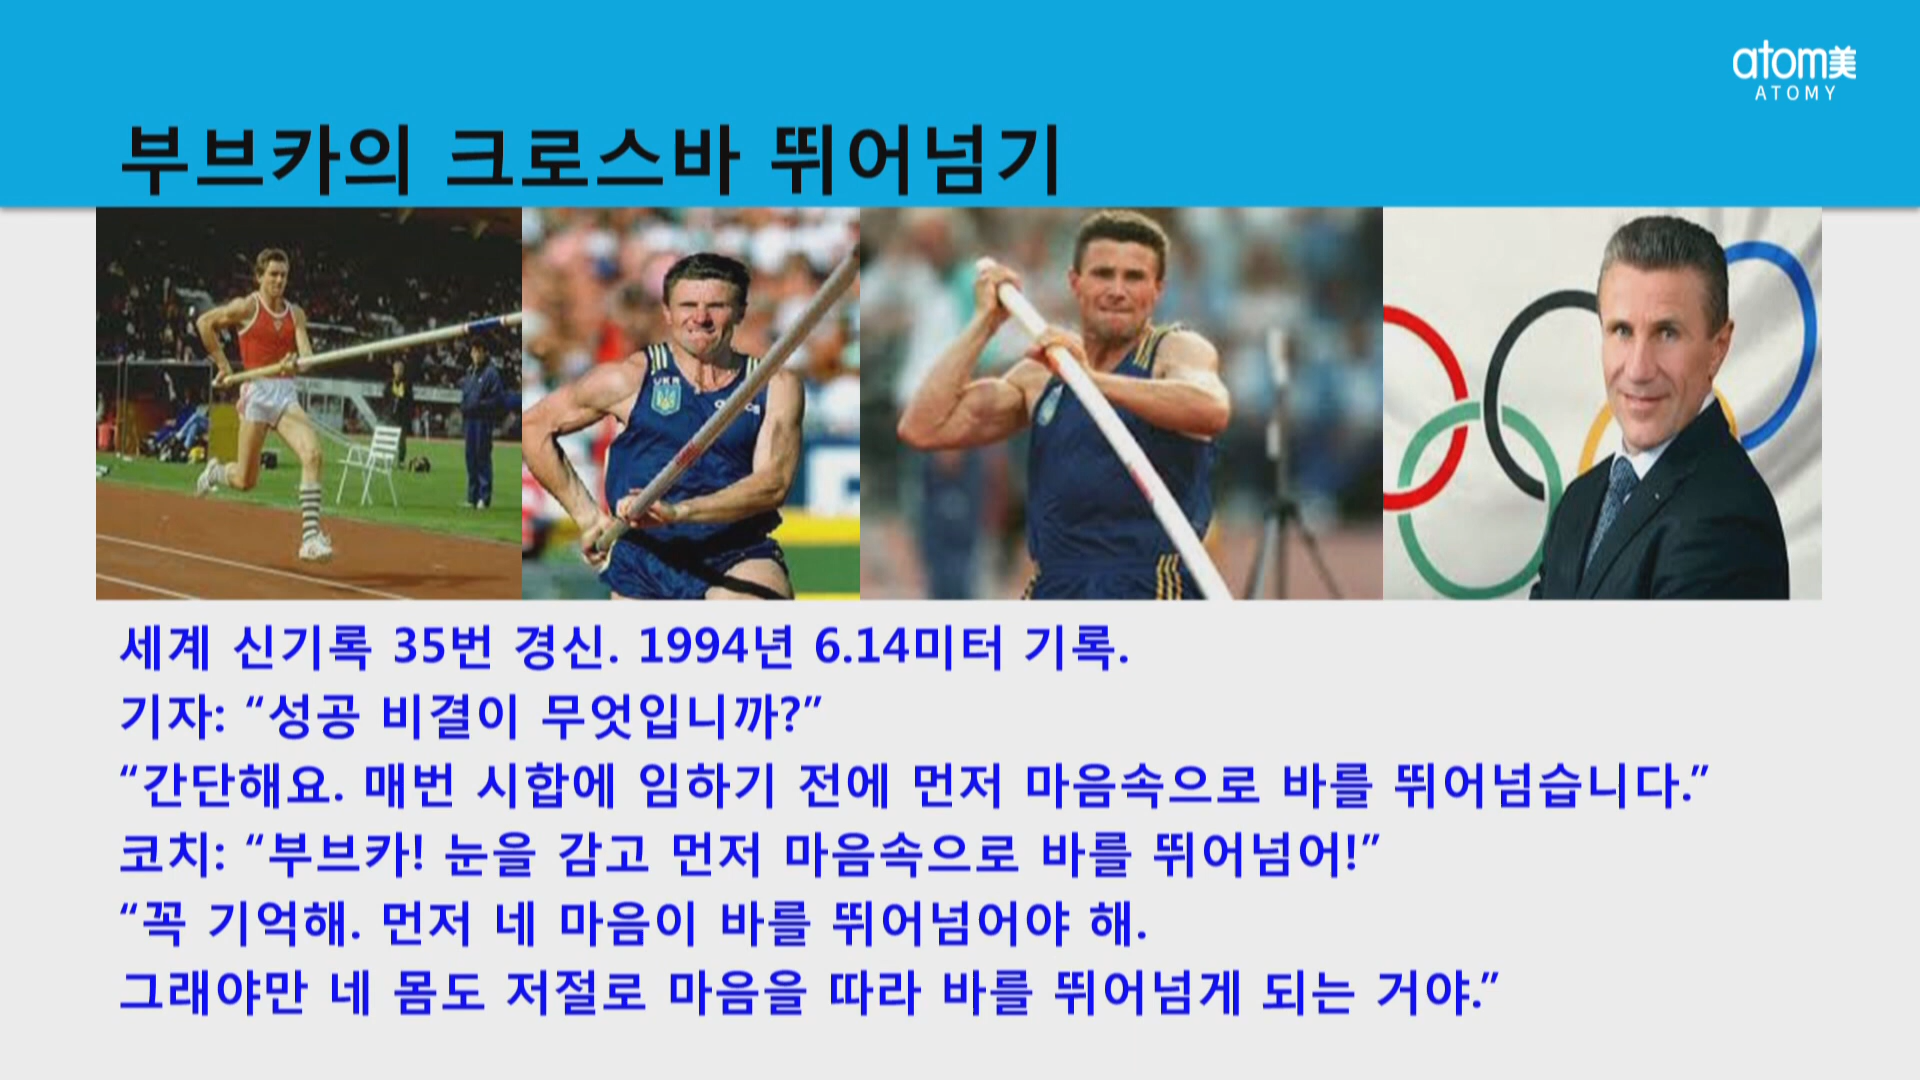 atom美
ATOMY
부브카의 크로스바 뛰어넘기
UKR
세계 신기록 35번 경신. 1994년 6.14미터 기록.
기자: “성공 비결이 무엇입니까?”
“간단해요. 매번 시합에 임하기 전에 먼저 마음속으로 바를 뛰어넘습니다.”
코치: “부브카! 눈을 감고 먼저 마음속으로 바를 뛰어넘어!”
“꼭 기억해. 먼저 네 마음이 바를 뛰어넘어야 해.
그래야만 네 몸도 저절로 마음을 따라 바를 뛰어넘게 되는 거야.”